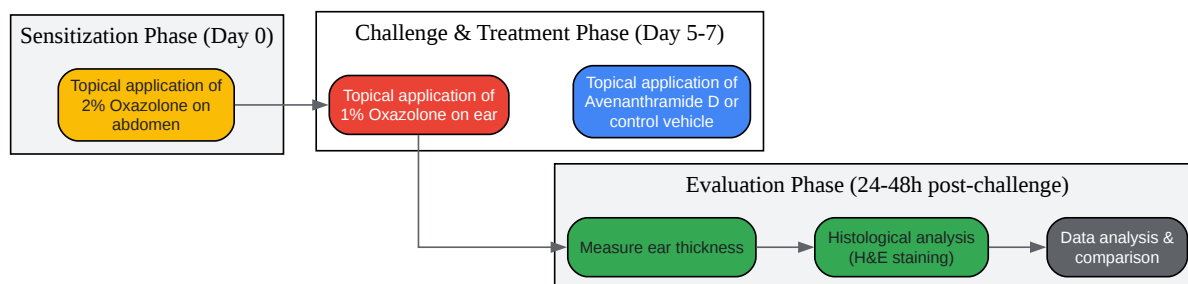 Sensitization Phase (Day 0)
Topical application of
2% Oxazolone on
abdomen
Challenge & Treatment Phase (Day 5-7)
Topical application of
1% Oxazolone on ear
Topical application of
Avenanthramide D or
control vehicle
Evaluation Phase (24-48h post-challenge)
Measure ear thickness
Histological analysis
(H&E staining)
Data analysis &
comparison